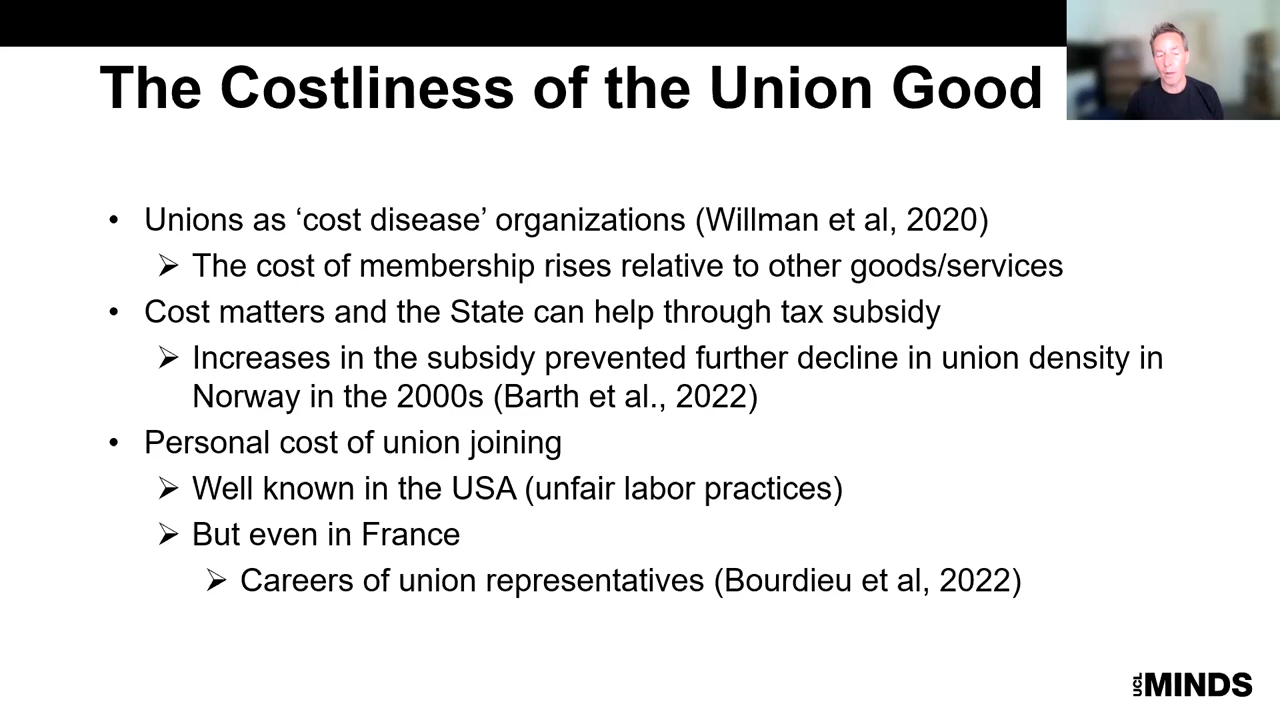 The Costliness of the Union Good
• Unions as ‘cost disease’ organizations (Willman et al, 2020)
➢ The cost of membership rises relative to other goods/services
• Cost matters and the State can help through tax subsidy
➢ Increases in the subsidy prevented further decline in union density in
Norway in the 2000s (Barth et al., 2022)
• Personal cost of union joining
➢ Well known in the USA (unfair labor practices)
➢ But even in France
➢ Careers of union representatives (Bourdieu et al, 2022)
UCL MINDS